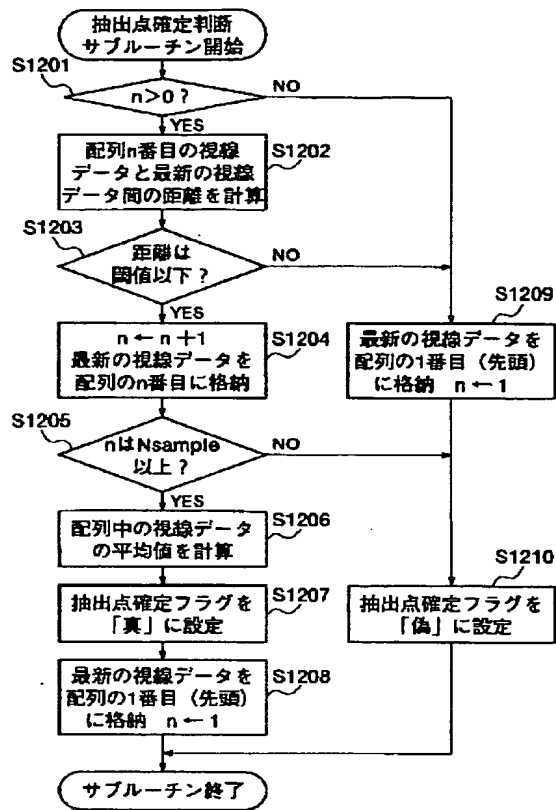 抽出点確定判断
サブルーチン開始
S1201
n>0？
NO
YES
配列n番目の視線
データと最新の視線
データ間の距離を計算
S1202
S1203
距離は
閾値以下？
NO
YES
n←n+1
最新の視線データを
配列のn番目に格納
S1204
S1209
最新の視線データを
配列の1番目（先頭）
に格納 n←1
S1205
nはNsample
以上？
NO
YES
S1206
配列中の視線データ
の平均値を計算
S1207
抽出点確定フラグを
「真」に設定
S1210
抽出点確定フラグを
「偽」に設定
S1208
最新の視線データを
配列の1番目（先頭）
に格納 n←1
サブルーチン終了